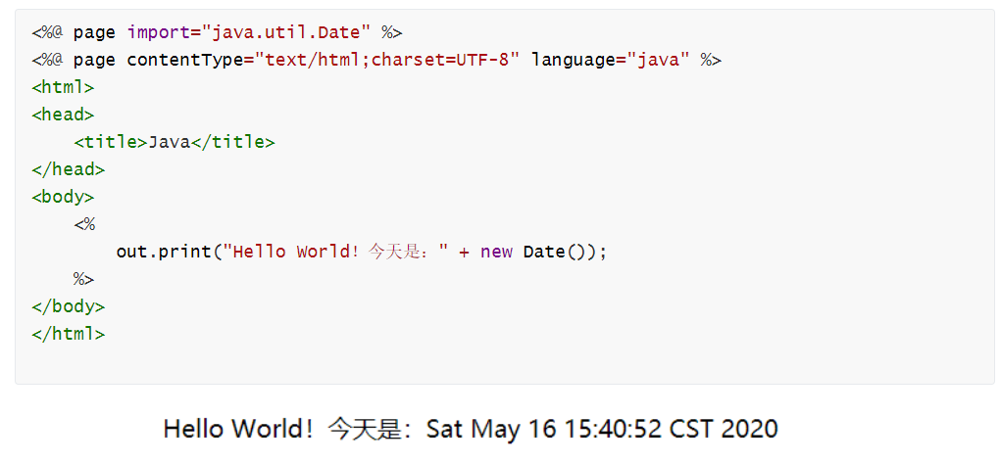 <%@ page import="java.util.Date" %>
<%@ page contentType="text/html;charset=UTF-8" language="java" %>
<html>
<head>
    <title>Java</title>
</head>
<body>
    <%
        out.print("Hello World! 今天是：" + new Date());
    %>
</body>
</html>
Hello World! 今天是：Sat May 16 15:40:52 CST 2020